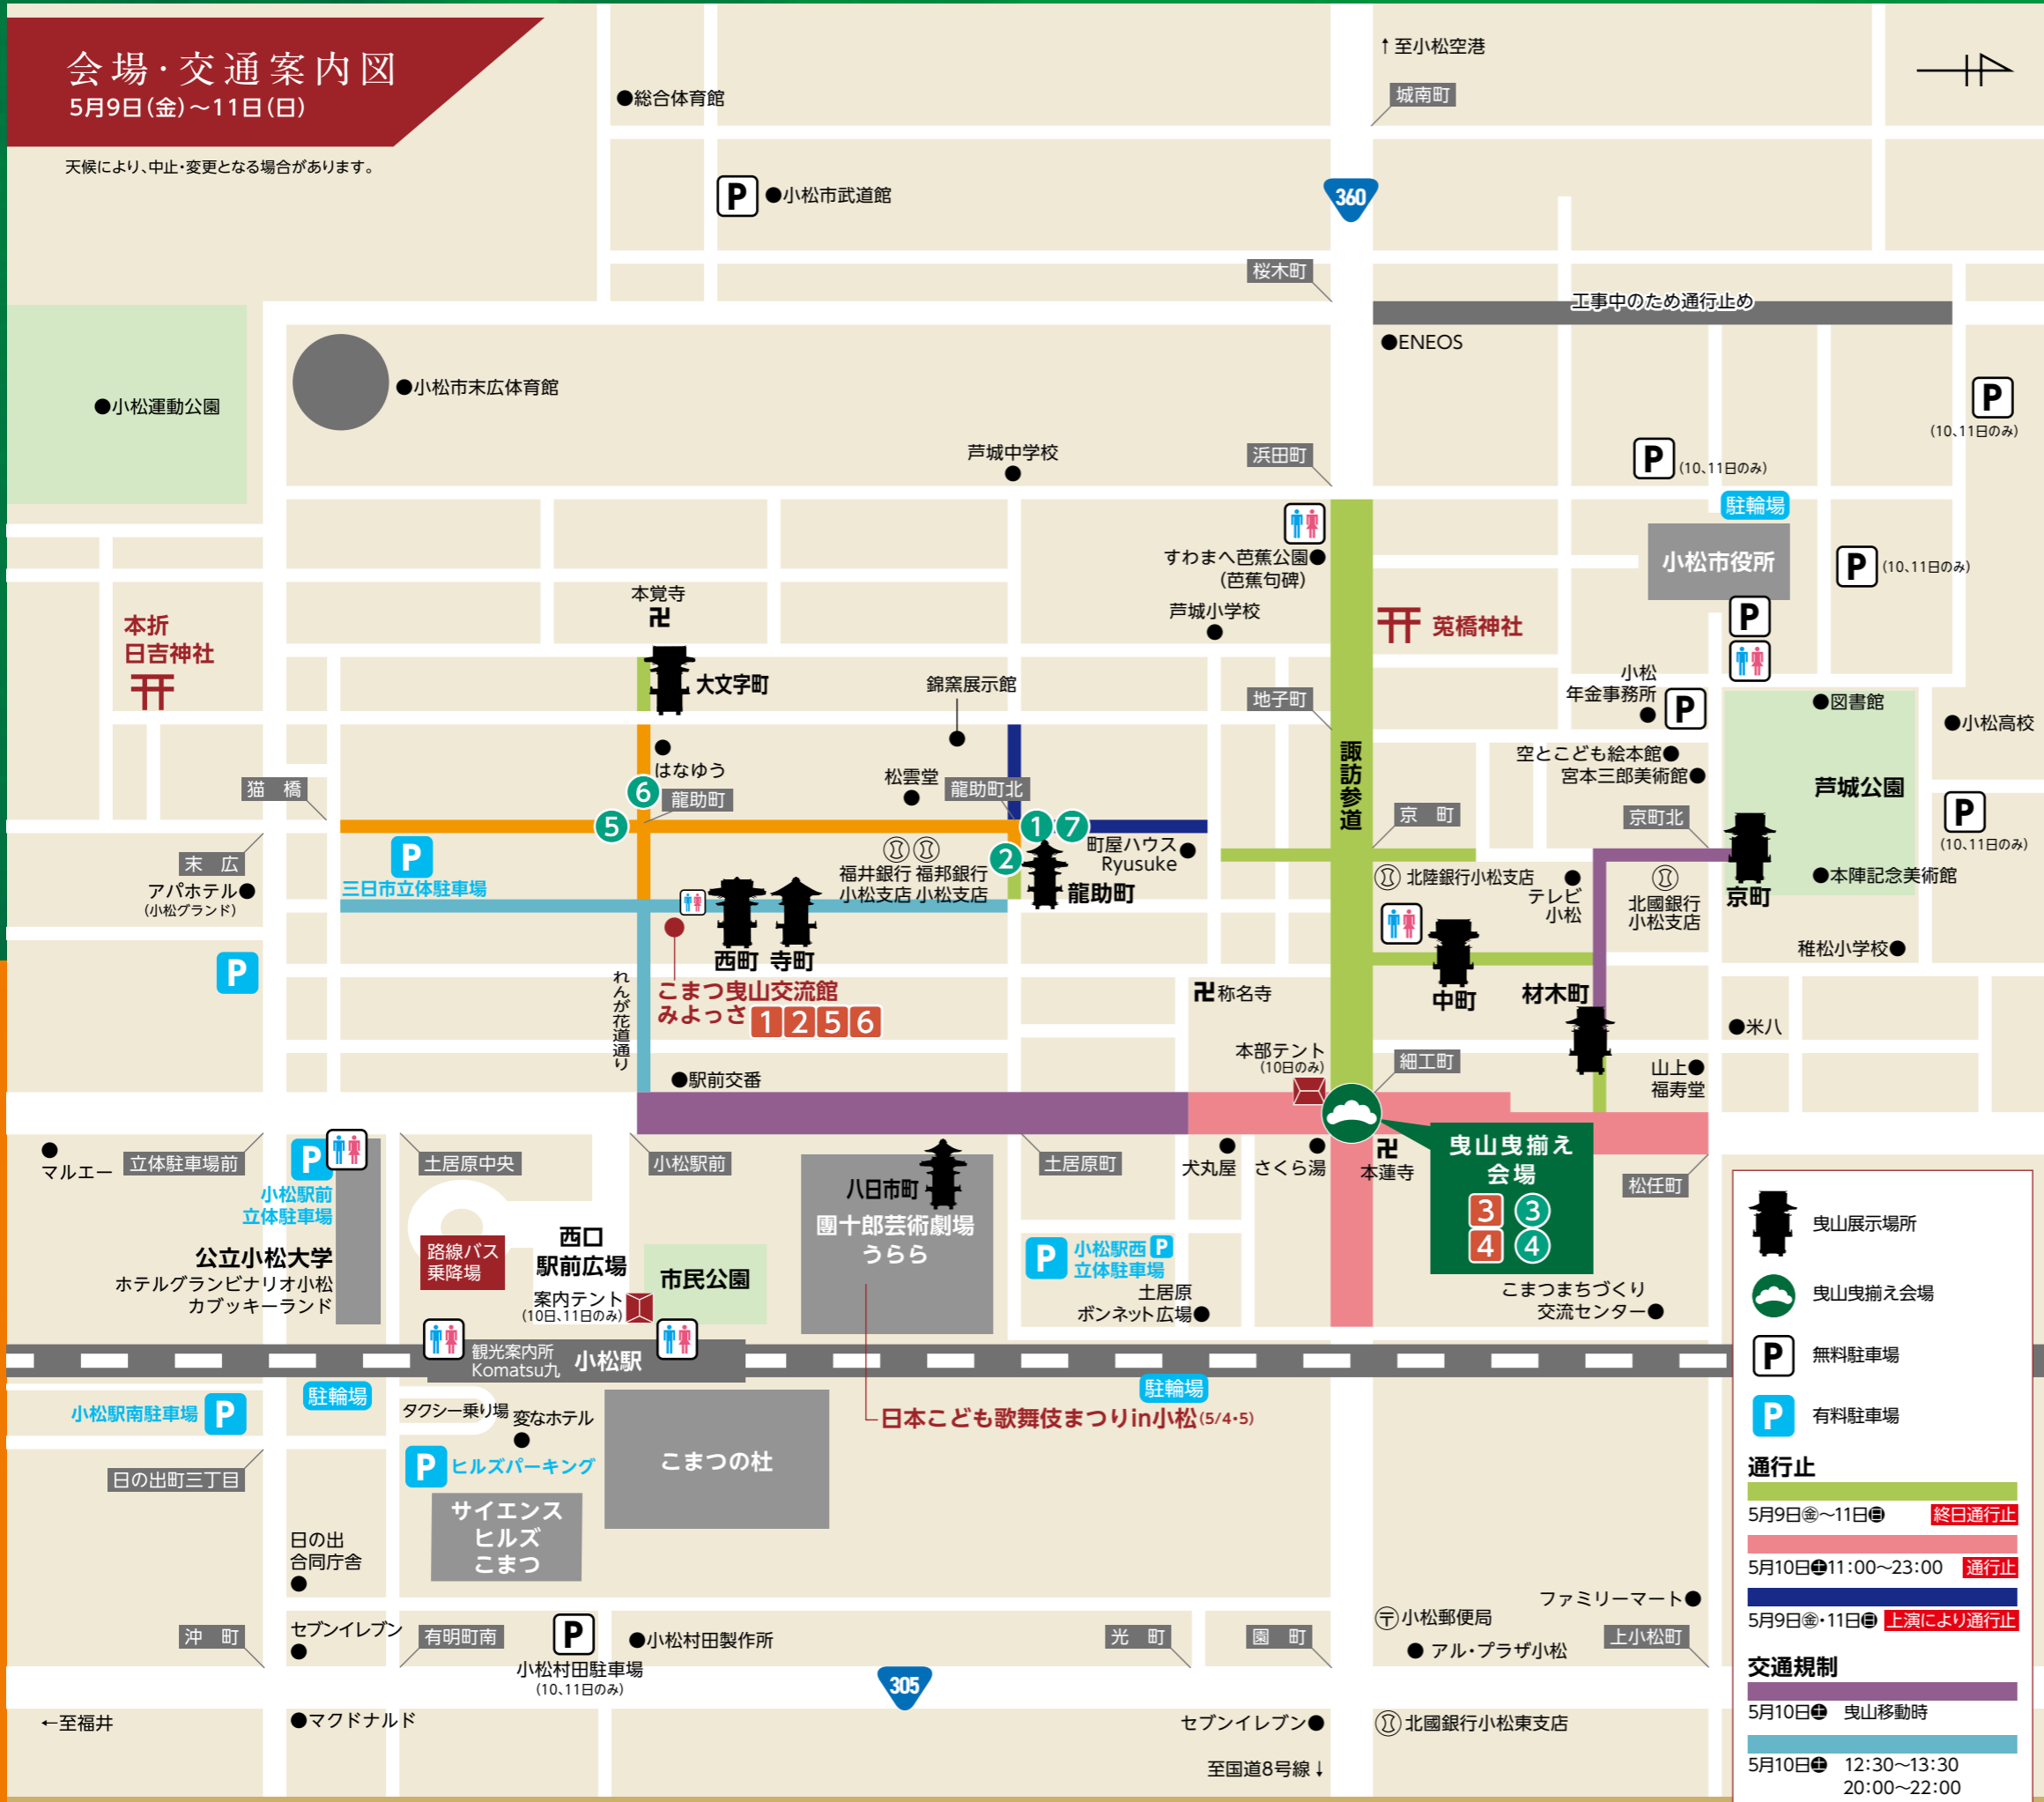 会場・交通案内図
5月9日(金)〜11日(日)
天候により、中止・変更となる場合があります。
↑至小松空港
城南町
●総合体育館
P ●小松市武道館
360
桜木町
工事中のため通行止め
●ENEOS
●小松運動公園
●小松市末広体育館
芦城中学校
浜田町
P
(10、11日のみ)
P (10、11日のみ)
駐輪場
小松市役所
P (10、11日のみ)
すわまへ芭蕉公園●
(芭蕉句碑)
芦城小学校
莵橋神社
本折
日吉神社
本覚寺
卍
大文字町
錦窯展示館
地子町
小松
年金事務所
P
P
●図書館
●小松高校
はなゆう
空とこども絵本館●
宮本三郎美術館●
芦城公園
諏訪参道
猫 橋
6
龍助町
松雲堂
龍助町北
京 町
京町北
P
(10、11日のみ)
5
1 7
2
町屋ハウス
Ryusuke
末 広
アパホテル●
(小松グランド)
P
三日市立体駐車場
福井銀行
小松支店
福邦銀行
小松支店
龍助町
北陸銀行小松支店
テレビ
小松
北國銀行
小松支店
京町
●本陣記念美術館
稚松小学校●
P
西町
寺町
れんが花道通り
こまつ曳山交流館
みよっさ 1 2 5 6
卍称名寺
中町
材木町
●米八
本部テント
(10日のみ)
細工町
山上●
福寿堂
●駅前交番
マルエー
立体駐車場前
P
小松駅前
立体駐車場
土居原中央
小松駅前
八日市町
團十郎芸術劇場
うらら
土居原町
犬丸屋
さくら湯
卍
本蓮寺
曳山曳揃え
会場
3 3
4 4
松任町
公立小松大学
ホテルグランビナリオ小松
カブッキーランド
路線バス
乗降場
西口
駅前広場
案内テント
(10日、11日のみ)
市民公園
P 小松駅西P
立体駐車場
土居原
ボンネット広場●
こまつまちづくり
交流センター●
観光案内所
Komatsu九
小松駅
小松駅南駐車場 P
駐輪場
タクシー乗り場
変なホテル
駐輪場
日本こども歌舞伎まつりin小松(5/4・5)
P ヒルズパーキング
こまつの杜
日の出町三丁目
サイエンス
ヒルズ
こまつ
日の出
合同庁舎
沖 町
セブンイレブン
有明町南
P
小松村田駐車場
(10、11日のみ)
●小松村田製作所
305
光 町
園 町
〒小松郵便局
ファミリーマート●
● アル・プラザ小松
上小松町
←至福井
●マクドナルド
セブンイレブン●
北國銀行小松東支店
至国道8号線↓
曳山展示場所
曳山曳揃え会場
P 無料駐車場
P 有料駐車場
通行止
5月9日㊎〜11日㊐ 終日通行止
5月10日㊏11:00〜23:00 通行止
5月9日㊎・11日㊐ 上演により通行止
交通規制
5月10日㊏ 曳山移動時
5月10日㊏ 12:30〜13:30
20:00〜22:00